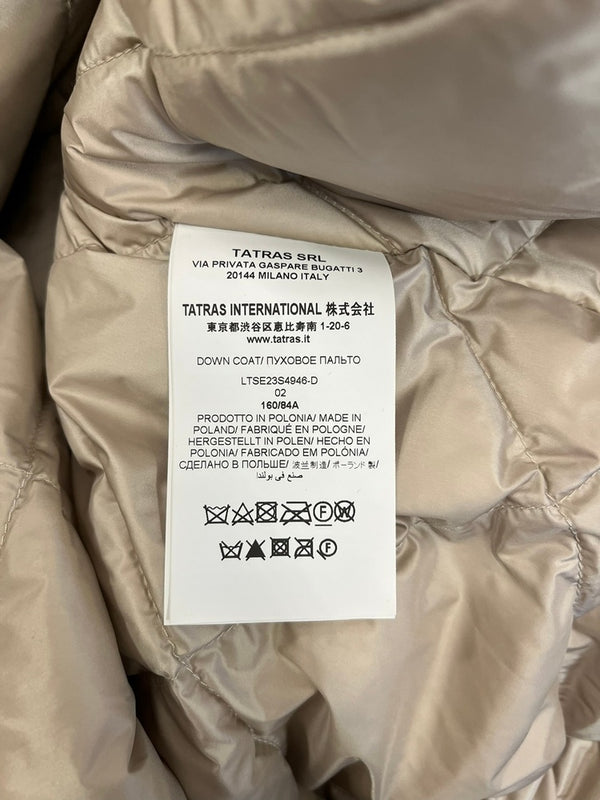 TATRAS SRL
VIA PRIVATA GASPARE BUGATTI 3
20144 MILANO ITALY
TATRAS INTERNATIONAL 株式会社
東京都渋谷区恵比寿南 1-20-6
www.tatras.it
DOWN COAT/ ПУХОВОЕ ПАЛЬТО
LTSE23S4946-D
02
160/84A
PRODOTTO IN POLONIA/ MADE IN
POLAND/ FABRIQUÉ EN POLOGNE/
HERGESTELLT IN POLEN/ HECHO EN
POLONIA/ FABRICADO EM POLÔNIA/
СДЕЛАНО В ПОЛЬШЕ/ 波兰制造/ ポーランド製/
صنع في بولندا
F W
F